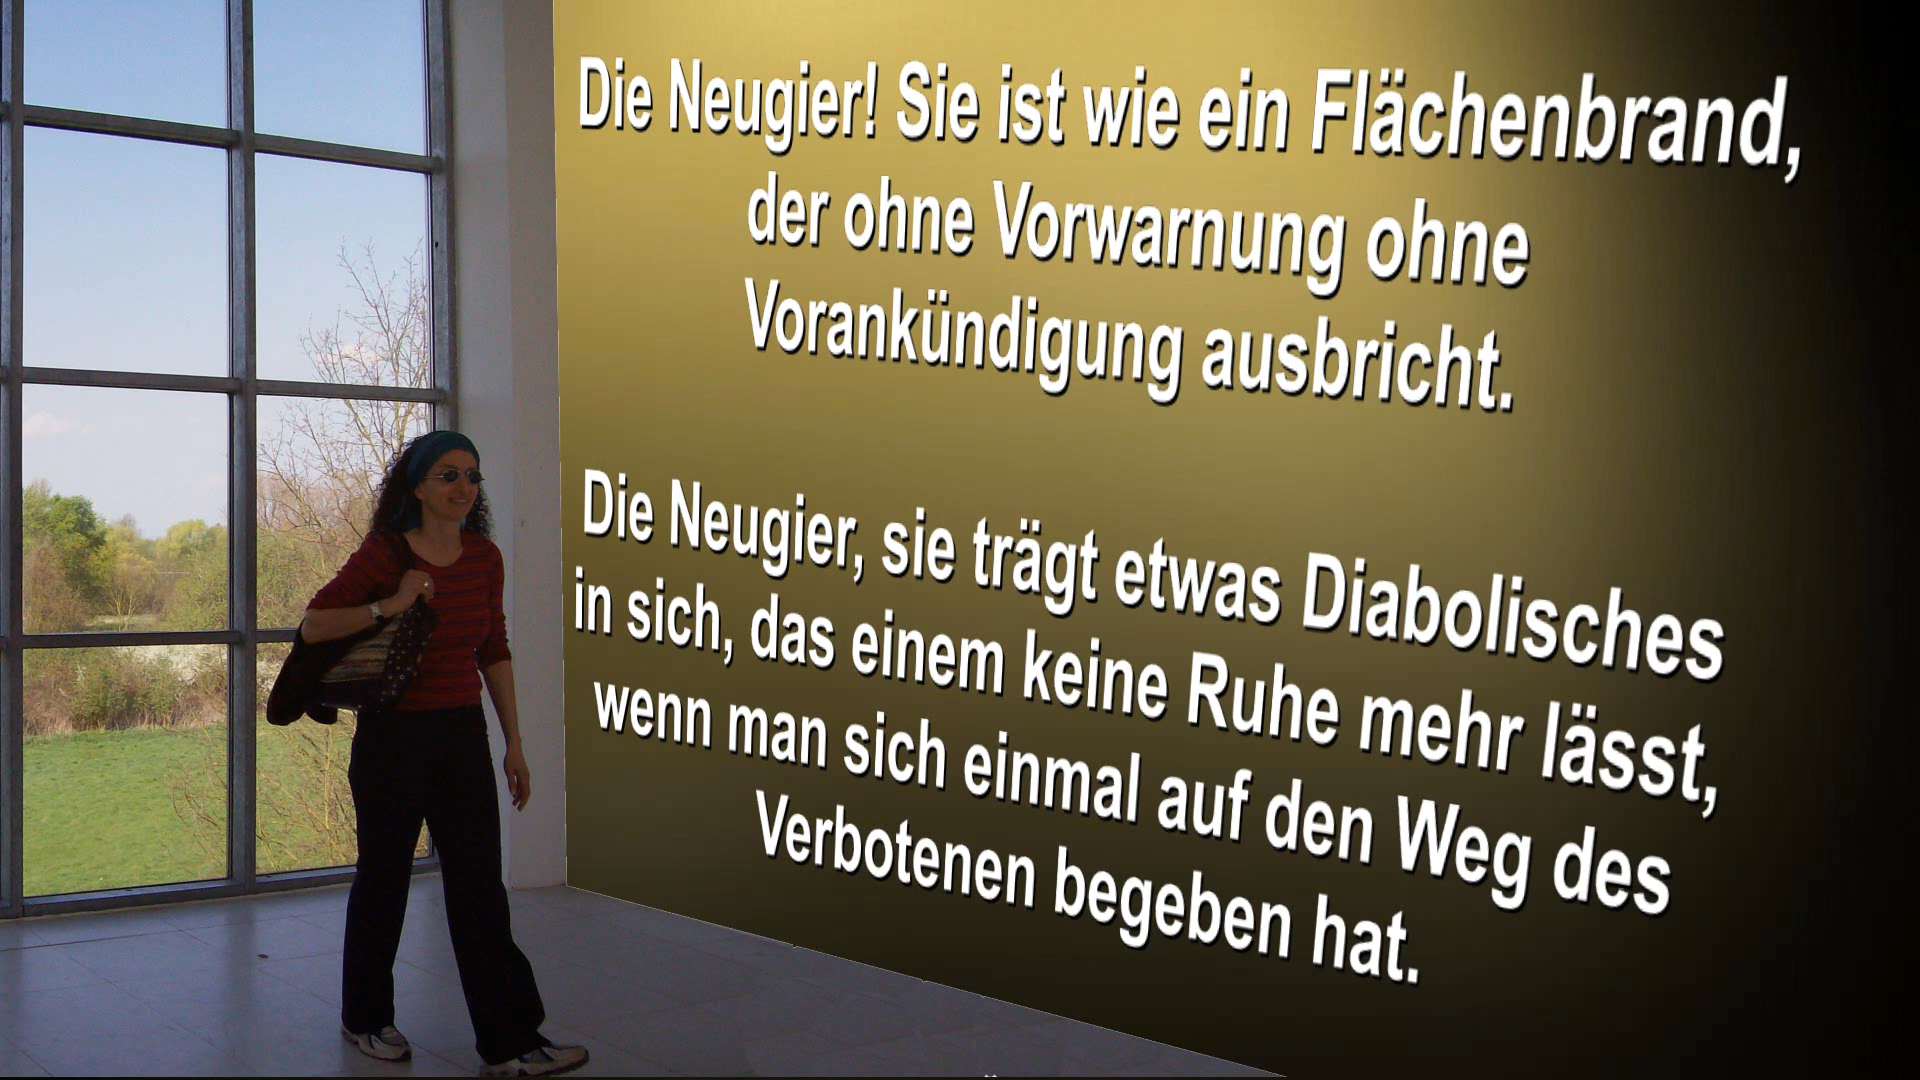 Die Neugier! Sie ist wie ein Flächenbrand,
der ohne Vorwarnung ohne
Vorankündigung ausbricht.
Die Neugier, sie trägt etwas Diabolisches
in sich, das einem keine Ruhe mehr lässt,
wenn man sich einmal auf den Weg des
Verbotenen begeben hat.